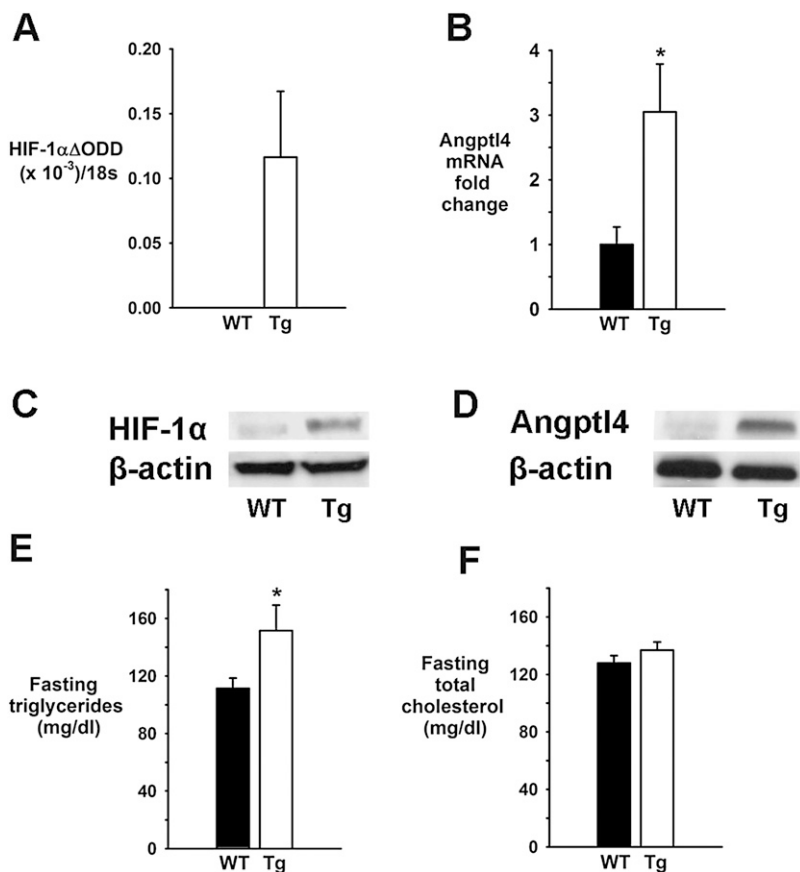 A
0.20
0.15
HIF-1αΔODD
(x 10⁻³)/18s
0.10
0.05
0.00
WT Tg
B
4
*
3
Angptl4
mRNA
fold
change
2
1
0
WT Tg
C
HIF-1α
β-actin
WT Tg
D
Angptl4
β-actin
WT Tg
E
*
160
120
Fasting
triglycerides
(mg/dl)
80
40
0
WT Tg
F
160
120
Fasting
total
cholesterol
(mg/dl)
80
40
0
WT Tg